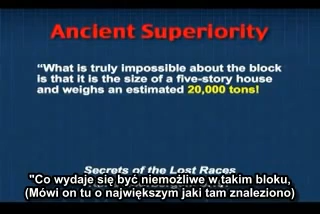 Ancient Superiority
“What is truly impossible about the block
is that it is the size of a five-story house
and weighs an estimated 20,000 tons!
Secrets of the Lost Races
"Co wydaje się być niemożliwe w takim bloku,
(Mówi on tu o największym jaki tam znaleziono)